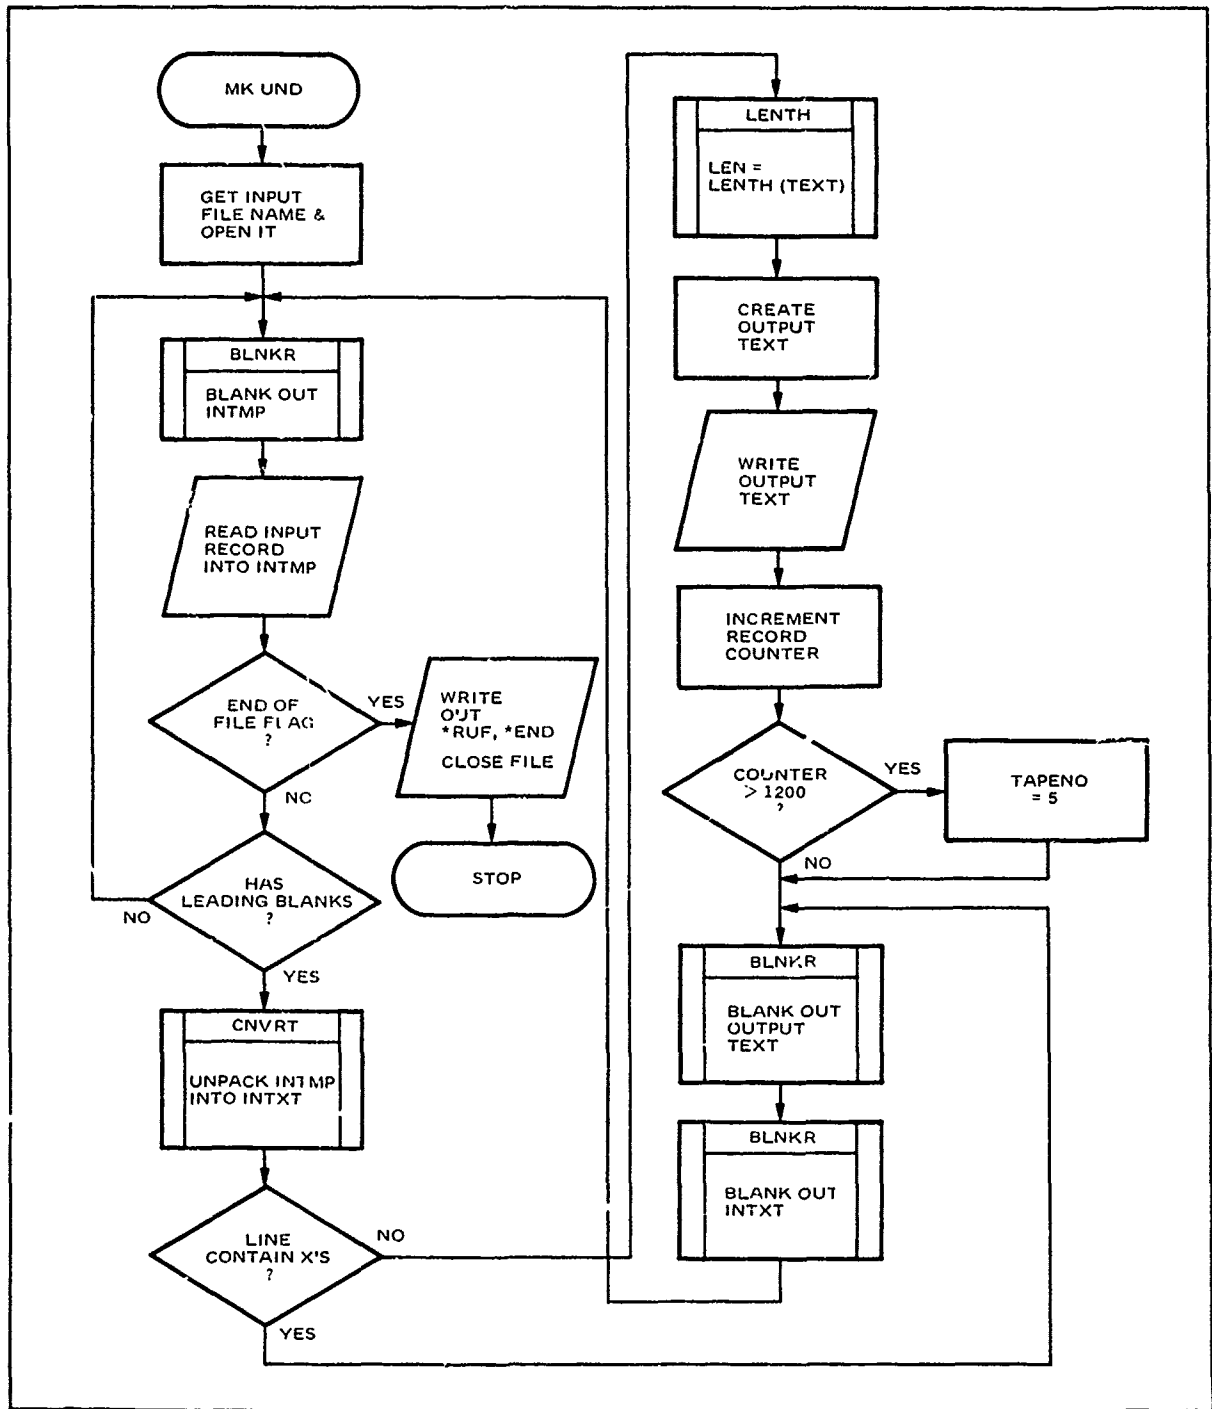 MK UND
GET INPUT
FILE NAME &
OPEN IT
BLNKR
BLANK OUT
INTMP
READ INPUT
RECORD
INTO INTMP
END OF
FILE FLAG
?
YES
NO
WRITE
OUT
*RUF, *END
CLOSE FILE
STOP
HAS
LEADING BLANKS
?
NO
YES
CNVRT
UNPACK INTMP
INTO INTXT
LINE
CONTAIN X'S
?
NO
YES
LENTH
LEN =
LENTH (TEXT)
CREATE
OUTPUT
TEXT
WRITE
OUTPUT
TEXT
INCREMENT
RECORD
COUNTER
COUNTER
> 1200
?
YES
NO
TAPENO
= 5
BLNKR
BLANK OUT
OUTPUT
TEXT
BLNKR
BLANK OUT
INTXT